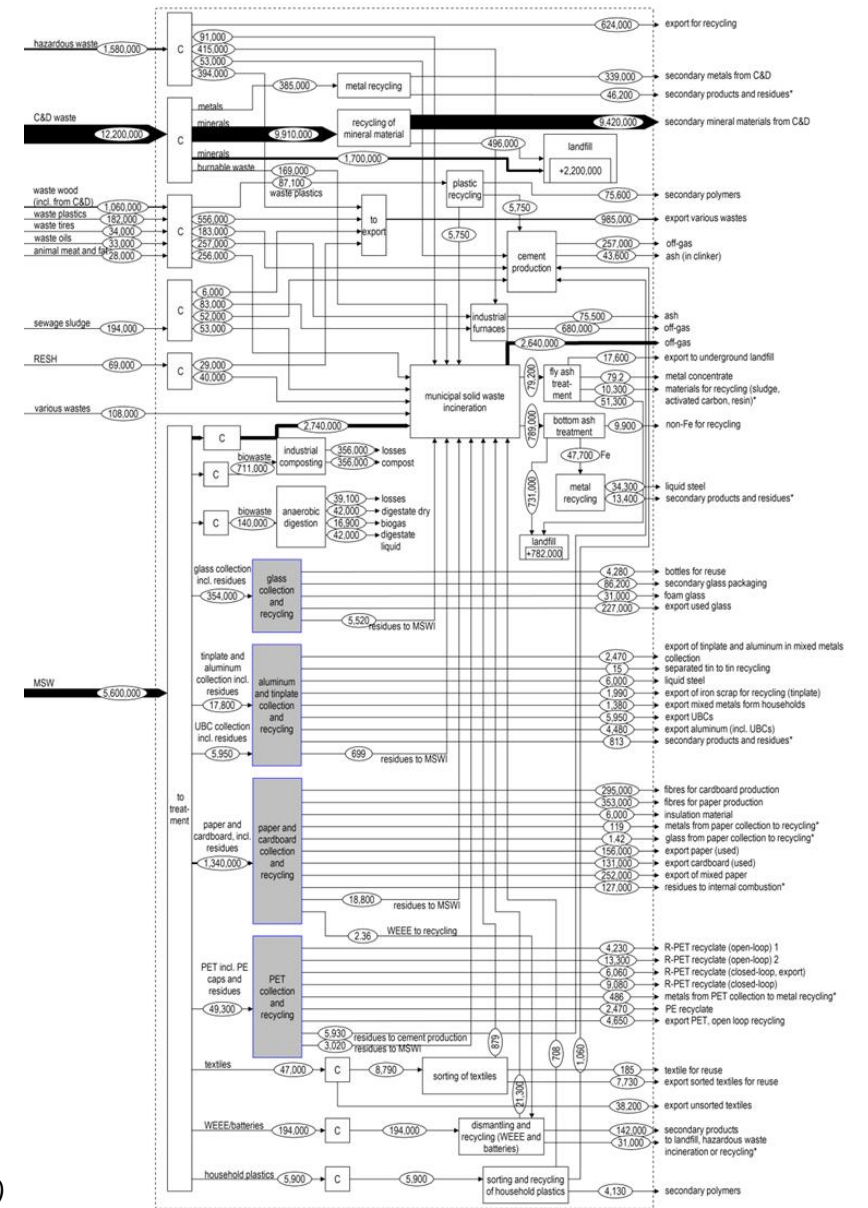 624,000 export for recycling
hazardous waste 1,580,000
C
91,000
415,000
53,000
394,000
385,000
metal recycling
339,000 secondary metals from C&D
46,200 secondary products and residues*
metals
C&D waste
12,200,000
C
minerals
9,910,000
recycling of
mineral material
9,420,000 secondary mineral materials from C&D
496,000
landfill
+2,200,000
minerals
1,700,000
burnable waste
169,000
87,100
waste plastics
plastic
recycling
75,600 secondary polymers
5,750
5,750
waste wood
(incl. from C&D) 1,060,000
waste plastics 182,000
waste tires 34,000
waste oils 33,000
animal meat and fat 28,000
C
556,000
183,000
257,000
256,000
to
export
985,000 export various wastes
cement
production
257,000 off-gas
43,600 ash (in clinker)
C
6,000
83,000
52,000
53,000
sewage sludge 194,000
industrial
furnaces
75,500 ash
680,000 off-gas
2,640,000 off-gas
RESH 69,000
C
29,000
40,000
municipal solid waste
incineration
79,200
fly ash
treat-
ment
17,600 export to underground landfill
79.2 metal concentrate
10,300 materials for recycling (sludge,
51,300 activated carbon, resin)*
various wastes 108,000
789,000
bottom ash
treatment
9,900 non-Fe for recycling
47,700 Fe
metal
recycling
34,300 liquid steel
13,400 secondary products and residues*
731,000
landfill
+782,000
C
2,740,000
C
biowaste
711,000
industrial
composting
356,000 losses
356,000 compost
C
biowaste
140,000
anaerobic
digestion
39,100 losses
42,000 digestate dry
16,900 biogas
42,000 digestate
liquid
glass collection
incl. residues
354,000
glass
collection
and
recycling
4,280 bottles for reuse
86,200 secondary glass packaging
31,000 foam glass
227,000 export used glass
5,520 residues to MSWI
MSW 5,600,000
to
treat-
ment
tinplate and
aluminum
collection incl.
residues
17,800
UBC collection
incl. residues
5,950
aluminum
and tinplate
collection
and
recycling
export of tinplate and aluminum in mixed metals
2,470 collection
15 separated tin to tin recycling
6,000 liquid steel
1,990 export of iron scrap for recycling (tinplate)
1,380 export mixed metals form households
5,950 export UBCs
4,480 export aluminum (incl. UBCs)
813 secondary products and residues*
699 residues to MSWI
paper and
cardboard, incl.
residues
1,340,000
paper and
cardboard
collection
and
recycling
295,000 fibres for cardboard production
353,000 fibres for paper production
6,000 insulation material
119 metals from paper collection to recycling*
1.42 glass from paper collection to recycling*
156,000 export paper (used)
131,000 export cardboard (used)
252,000 export of mixed paper
127,000 residues to internal combustion*
18,800 residues to MSWI
2.36 WEEE to recycling
PET incl. PE
caps and
residues
49,300
PET
collection
and
recycling
4,230 R-PET recyclate (open-loop) 1
13,300 R-PET recyclate (open-loop) 2
6,060 R-PET recyclate (closed-loop, export)
9,080 R-PET recyclate (closed-loop)
486 metals from PET collection to metal recycling*
2,470 PE recyclate
4,650 export PET, open loop recycling
5,930 residues to cement production
3,020 residues to MSWI
879
708
1,060
21,300
textiles 47,000
C
8,790
sorting of textiles
185 textile for reuse
7,730 export sorted textiles for reuse
38,200 export unsorted textiles
WEEE/batteries 194,000
C
194,000
dismantling and
recycling (WEEE and
batteries)
142,000 secondary products
31,000 to landfill, hazardous waste
incineration or recycling*
household plastics 5,900
C
5,900
sorting and recycling
of household plastics
4,130 secondary polymers
)